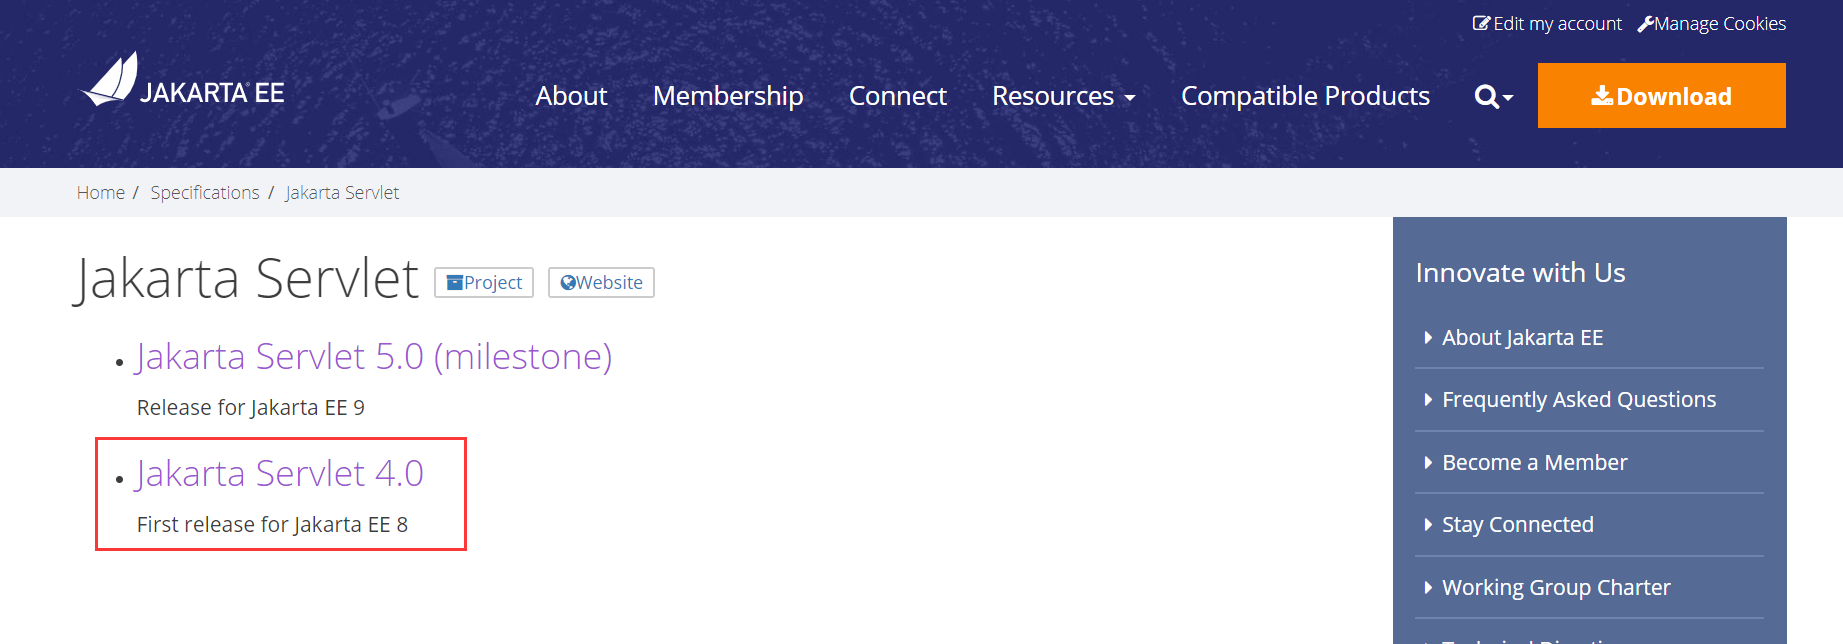 Edit my account Manage Cookies
JAKARTA® EE
About Membership Connect Resources Compatible Products Download
Home / Specifications / Jakarta Servlet
Jakarta Servlet Project Website
Jakarta Servlet 5.0 (milestone)
Release for Jakarta EE 9
Jakarta Servlet 4.0
First release for Jakarta EE 8
Innovate with Us
About Jakarta EE
Frequently Asked Questions
Become a Member
Stay Connected
Working Group Charter